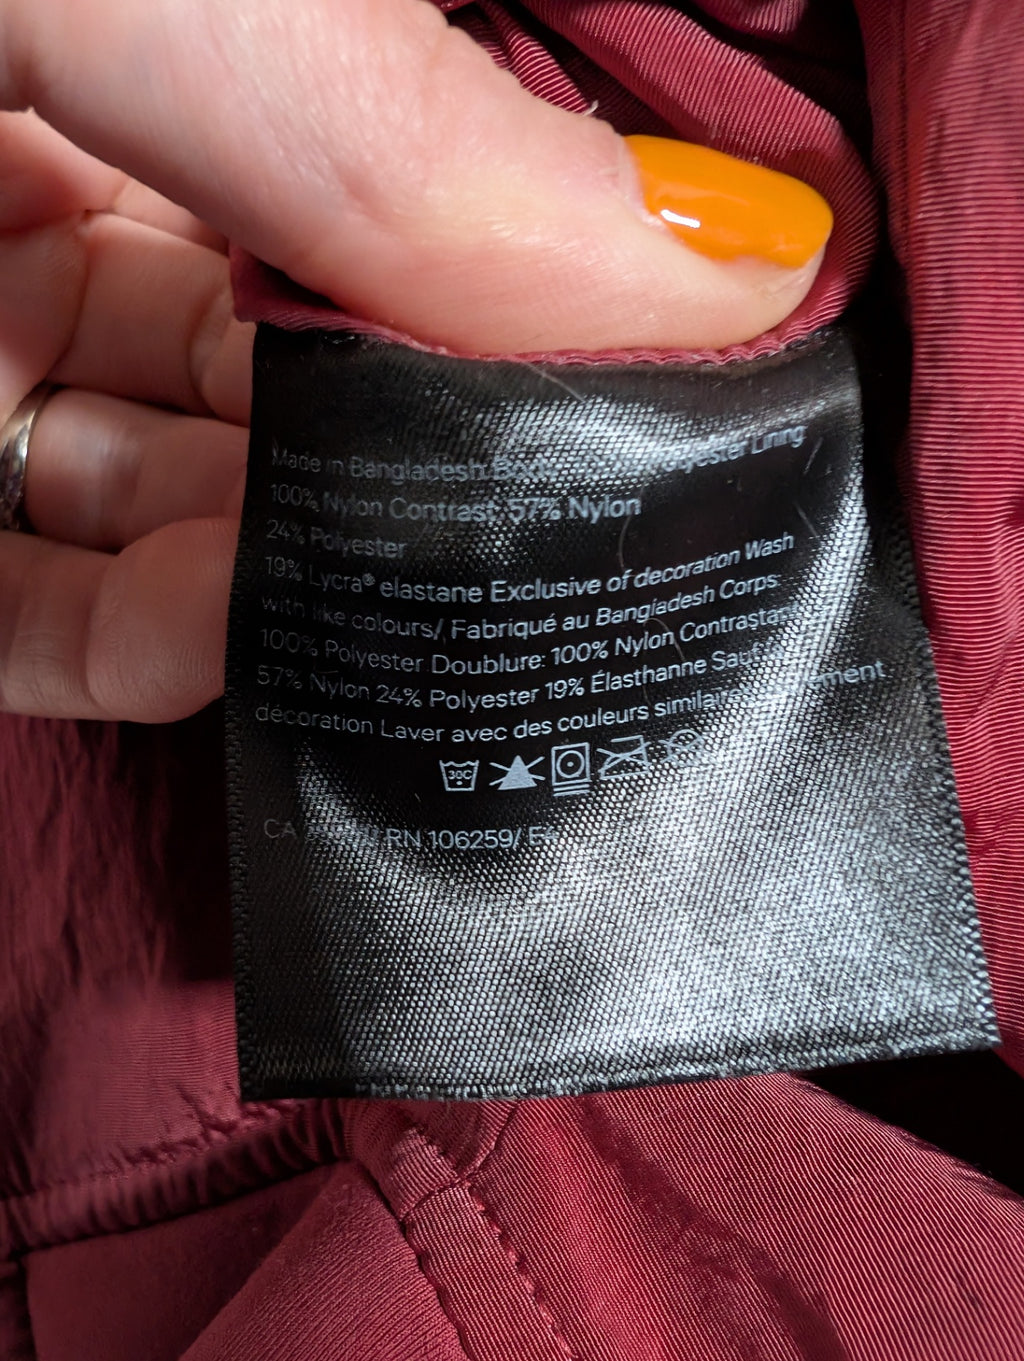 Made in Bangladesh Body: Polyester Lining
100% Nylon Contrast: 57% Nylon
24% Polyester
19% Lycra® elastane Exclusive of decoration Wash
with like colours/ Fabriqué au Bangladesh Corps:
100% Polyester Doublure: 100% Nylon Contrastant
57% Nylon 24% Polyester 19% Élasthanne Sauf
décoration Laver avec des couleurs
30C
CA RN 106259/